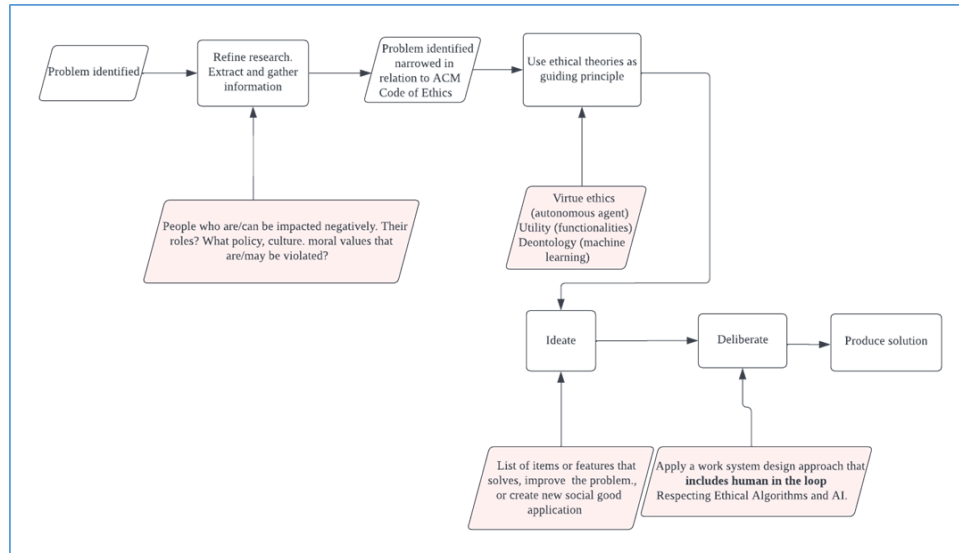 Problem identified
Refine research.
Extract and gather
information
Problem identified
narrowed in
relation to ACM
Code of Ethics
Use ethical theories as
guiding principle
People who are/can be impacted negatively. Their
roles? What policy, culture. moral values that
are/may be violated?
Virtue ethics
(autonomous agent)
Utility (functionalities)
Deontology (machine
learning)
Ideate
Deliberate
Produce solution
List of items or features that
solves, improve the problem.,
or create new social good
application
Apply a work system design approach that
includes human in the loop
Respecting Ethical Algorithms and AI.